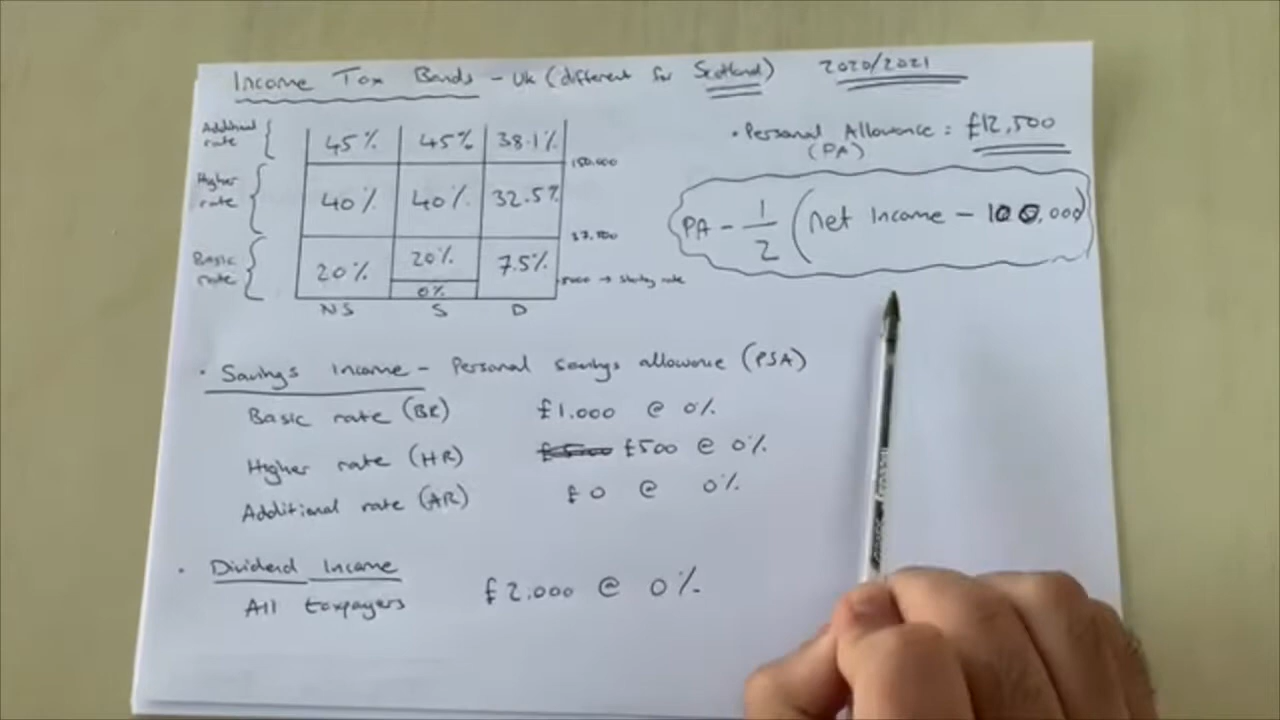 Income Tax Bands - UK (different for Scotland) 2020/2021
Additional rate
45% 45% 38.1%
150.000
Higher rate
40% 40% 32.5%
37.500
Basic rate
20% 20% 7.5%
0%
5000 → starting rate
NS S D
• Personal Allowance : £12,500
(PA)
PA - 1/2 (net income - 100,000)
• Savings Income - Personal savings allowance (PSA)
Basic rate (BR) £1.000 @ 0%
Higher rate (HR) £500 @ 0%
Additional rate (AR) £0 @ 0%
• Dividend Income
All taxpayers £2.000 @ 0%